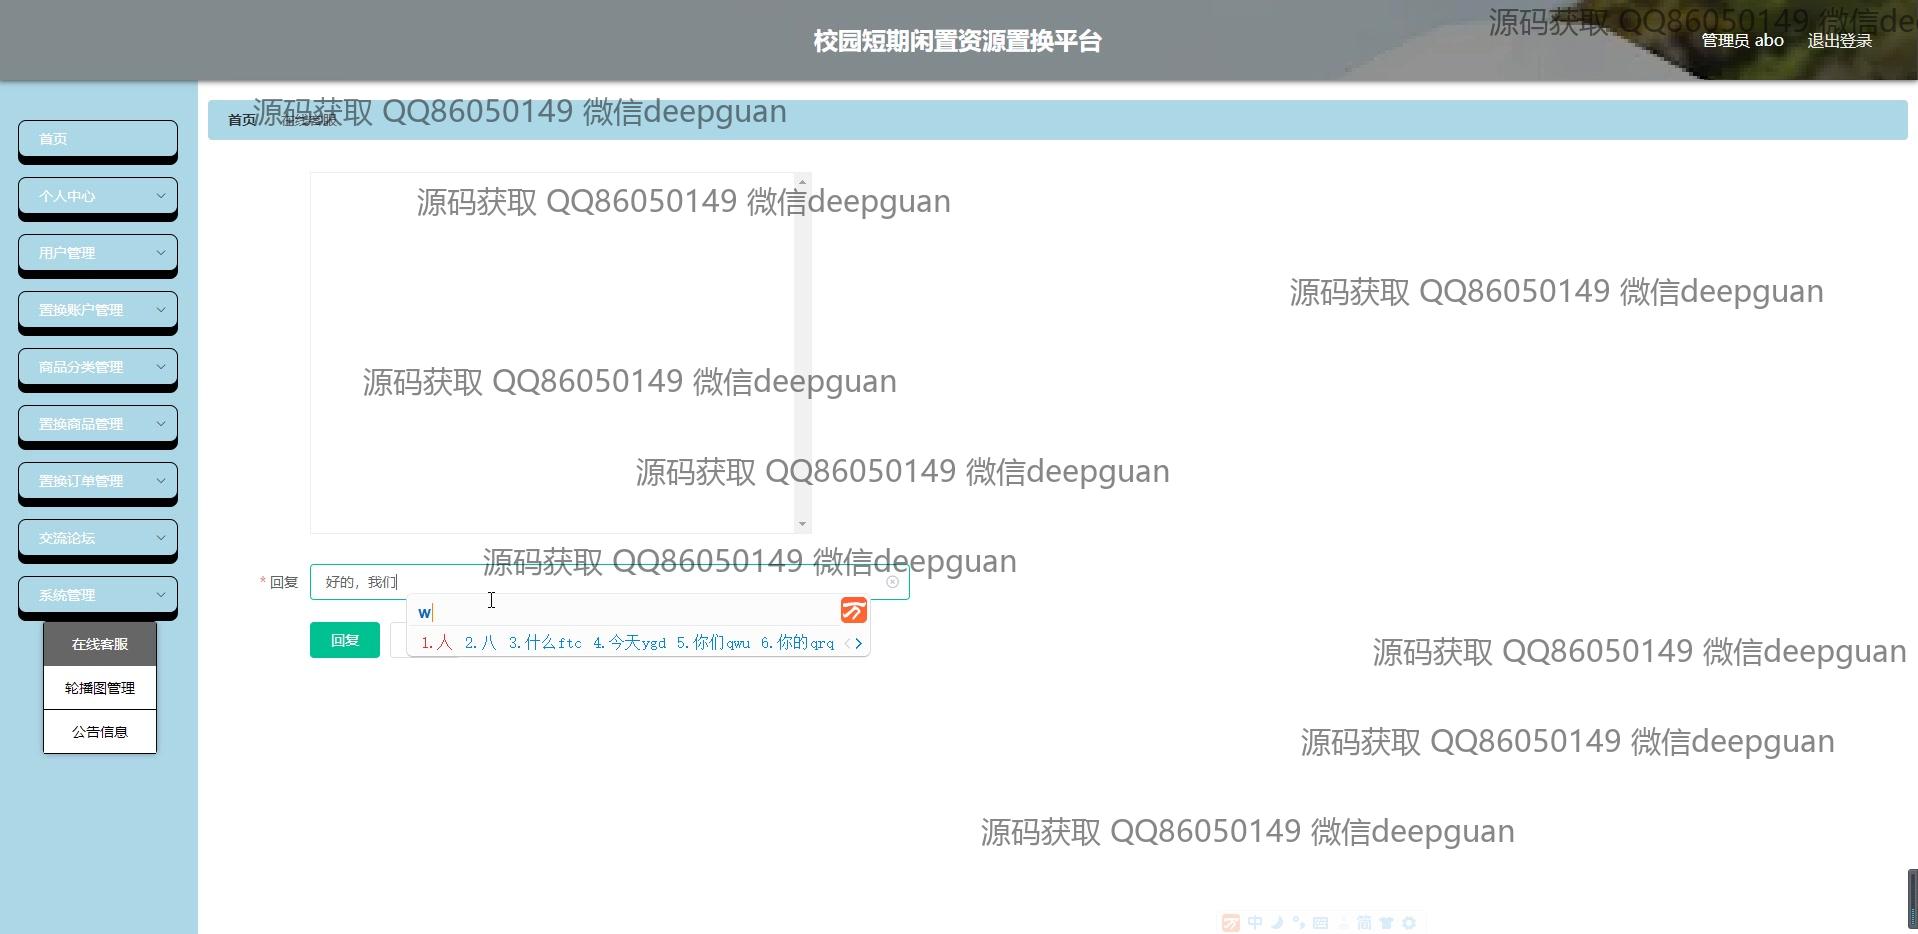 源码获取 QQ86050149 微信de
校园短期闲置资源置换平台
管理员 abo
退出登录
源码获取 QQ86050149 微信deepguan
首页
在线客服
首页
个人中心
源码获取 QQ86050149 微信deepguan
用户管理
源码获取 QQ86050149 微信deepguan
置换账户管理
商品分类管理
源码获取 QQ86050149 微信deepguan
置换商品管理
源码获取 QQ86050149 微信deepguan
置换订单管理
交流论坛
源码获取 QQ86050149 微信deepguan
* 回复
好的，我们
系统管理
w
1.人 2.八 3.什么ftc 4.今天ygd 5.你们qwu 6.你的qrq
回复
在线客服
源码获取 QQ86050149 微信deepguan
轮播图管理
公告信息
源码获取 QQ86050149 微信deepguan
源码获取 QQ86050149 微信deepguan
中
简